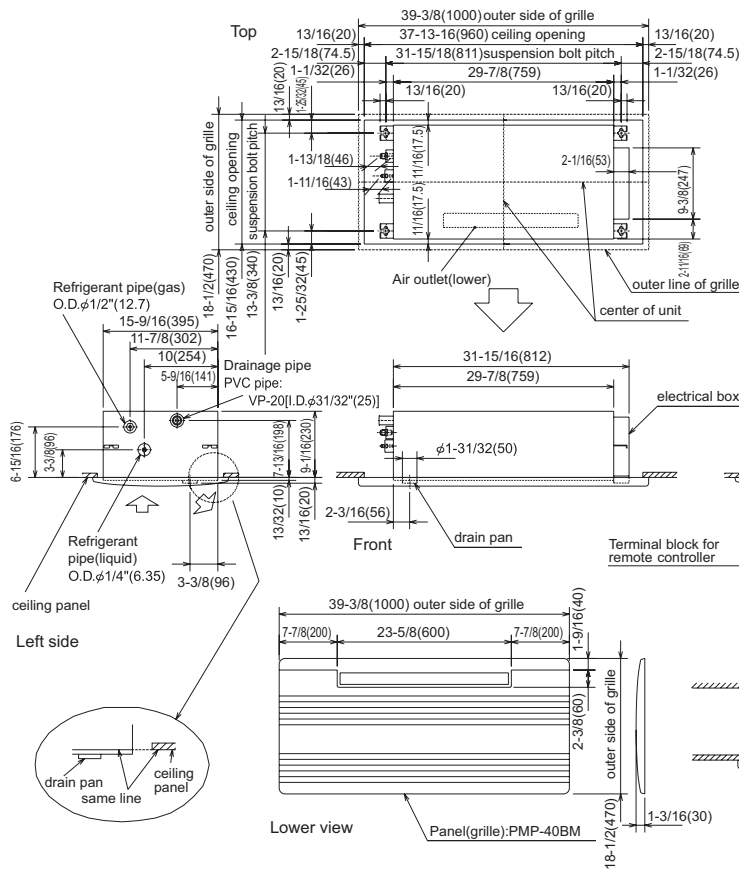 39-3/8(1000) outer side of grille
Top
13/16(20)
37-13-16(960) ceiling opening
13/16(20)
2-15/18(74.5)
31-15/18(811)suspension bolt pitch
2-15/18(74.5)
1-1/32(26)
29-7/8(759)
1-1/32(26)
13/16(20)
1-25/32(45)
13/16(20)
13/16(20)
outer side of grille
ceiling opening
suspension bolt pitch
1-13/18(46)
1-11/16(43)
11/16(17.5)
11/16(17.5)
2-1/16(53)
9-3/8(247)
2-11/16(69)
18-1/2(470)
16-15/16(430)
13-3/8(340)
13/16(20)
1-25/32(45)
Air outlet(lower)
outer line of grille
center of unit
Refrigerant pipe(gas)
O.D.ϕ1/2"(12.7)
15-9/16(395)
11-7/8(302)
10(254)
5-9/16(141)
Drainage pipe
PVC pipe:
VP-20[I.D.ϕ31/32"(25)]
31-15/16(812)
29-7/8(759)
electrical box
6-15/16(176)
3-3/8(96)
7-13/16(198)
9-1/16(230)
13/32(10)
13/16(20)
ϕ1-31/32(50)
2-3/16(56)
drain pan
Front
Refrigerant
pipe(liquid)
O.D.ϕ1/4"(6.35)
3-3/8(96)
ceiling panel
Left side
Terminal block for
remote controller
39-3/8(1000) outer side of grille
7-7/8(200)
23-5/8(600)
7-7/8(200)
1-9/16(40)
2-3/8(60)
outer side of grille
18-1/2(470)
1-3/16(30)
drain pan
same line
ceiling
panel
Lower view
Panel(grille):PMP-40BM